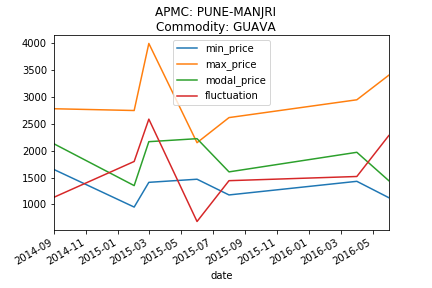 APMC: PUNE-MANJRI
Commodity: GUAVA
min_price
max_price
modal_price
fluctuation
4000
3500
3000
2500
2000
1500
1000
2014-09
2014-11
2015-01
2015-03
2015-05
2015-07
2015-09
2015-11
2016-01
2016-03
2016-05
date